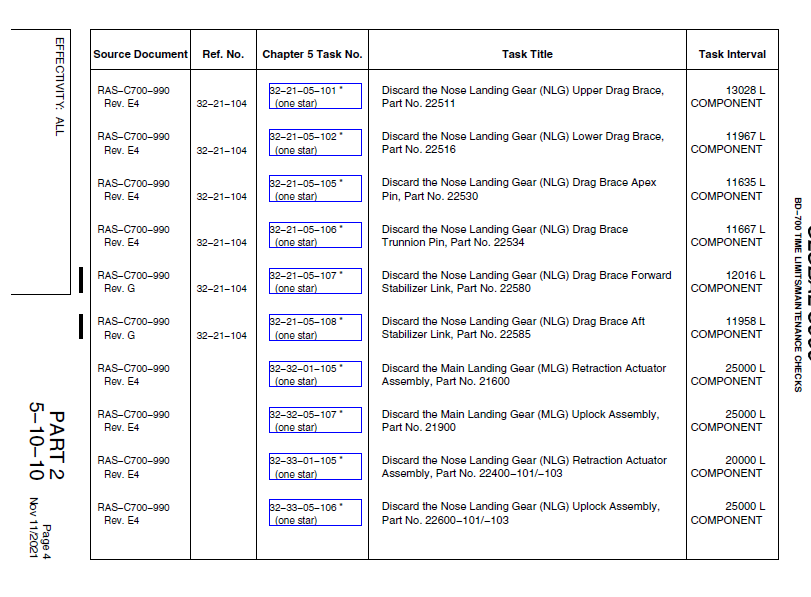 Source Document Ref. No. Chapter 5 Task No. Task Title Task Interval
RAS–C700–990 32–21–05–101 * Discard the Nose Landing Gear (NLG) Upper Drag Brace, 13028 L
Rev. E4 32–21–104 (one star) Part No. 22511 COMPONENT
RAS–C700–990 32–21–05–102 * Discard the Nose Landing Gear (NLG) Lower Drag Brace, 11967 L
Rev. E4 32–21–104 (one star) Part No. 22516 COMPONENT
RAS–C700–990 32–21–05–105 * Discard the Nose Landing Gear (NLG) Drag Brace Apex 11635 L
Rev. E4 32–21–104 (one star) Pin, Part No. 22530 COMPONENT
RAS–C700–990 32–21–05–106 * Discard the Nose Landing Gear (NLG) Drag Brace 11667 L
Rev. E4 32–21–104 (one star) Trunnion Pin, Part No. 22534 COMPONENT
RAS–C700–990 32–21–05–107 * Discard the Nose Landing Gear (NLG) Drag Brace Forward 12016 L
Rev. G 32–21–104 (one star) Stabilizer Link, Part No. 22580 COMPONENT
RAS–C700–990 32–21–05–108 * Discard the Nose Landing Gear (NLG) Drag Brace Aft 11958 L
Rev. G 32–21–104 (one star) Stabilizer Link, Part No. 22585 COMPONENT
RAS–C700–990 32–32–01–105 * Discard the Main Landing Gear (MLG) Retraction Actuator 25000 L
Rev. E4 (one star) Assembly, Part No. 21600 COMPONENT
RAS–C700–990 32–32–05–107 * Discard the Main Landing Gear (MLG) Uplock Assembly, 25000 L
Rev. E4 (one star) Part No. 21900 COMPONENT
RAS–C700–990 32–33–01–105 * Discard the Nose Landing Gear (NLG) Retraction Actuator 20000 L
Rev. E4 (one star) Assembly, Part No. 22400–101/–103 COMPONENT
RAS–C700–990 32–33–05–106 * Discard the Nose Landing Gear (NLG) Uplock Assembly, 25000 L
Rev. E4 (one star) Part No. 22600–101/–103 COMPONENT
EFFECTIVITY: ALL
PART 2
5–10–10
Page 4
Nov 11/2021
BD–700 TIME LIMITS/MAINTENANCE CHECKS